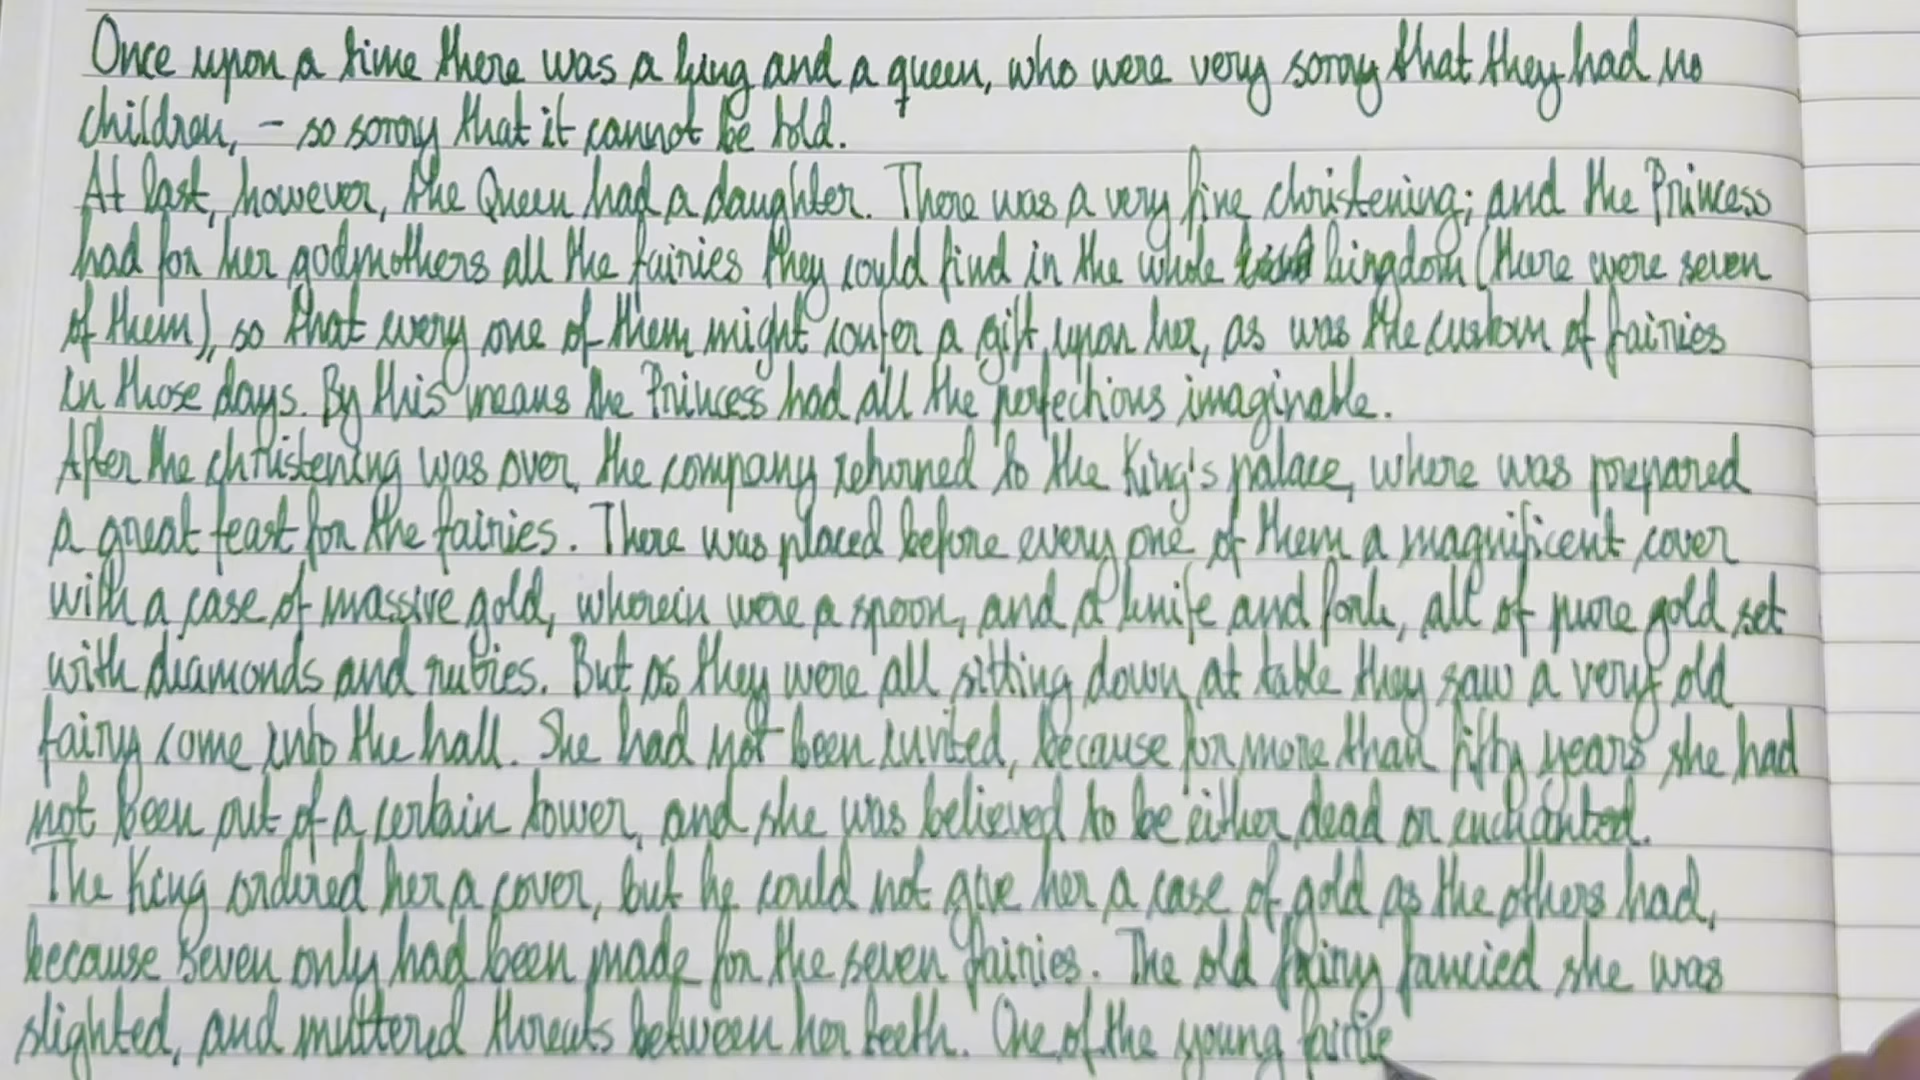 Once upon a time there was a king and a queen, who were very sorry that they had no
children, – so sorry that it cannot be told.
At last, however, the Queen had a daughter. There was a very fine christening; and the Princess
had for her godmothers all the fairies they could find in the whole kingdom (there were seven
of them), so that every one of them might confer a gift upon her, as was the custom of fairies
in those days. By this means the Princess had all the perfections imaginable.
After the christening was over, the company returned to the King's palace, where was prepared
a great feast for the fairies. There was placed before every one of them a magnificent cover
with a case of massive gold, wherein were a spoon, and a knife and fork, all of pure gold set
with diamonds and rubies. But as they were all sitting down at table they saw a very old
fairy come into the hall. She had not been invited, because for more than fifty years she had
not been out of a certain tower, and she was believed to be either dead or enchanted.
The King ordered her a cover, but he could not give her a case of gold as the others had,
because seven only had been made for the seven fairies. The old fairy fancied she was
slighted, and muttered threats between her teeth. One of the young fairie